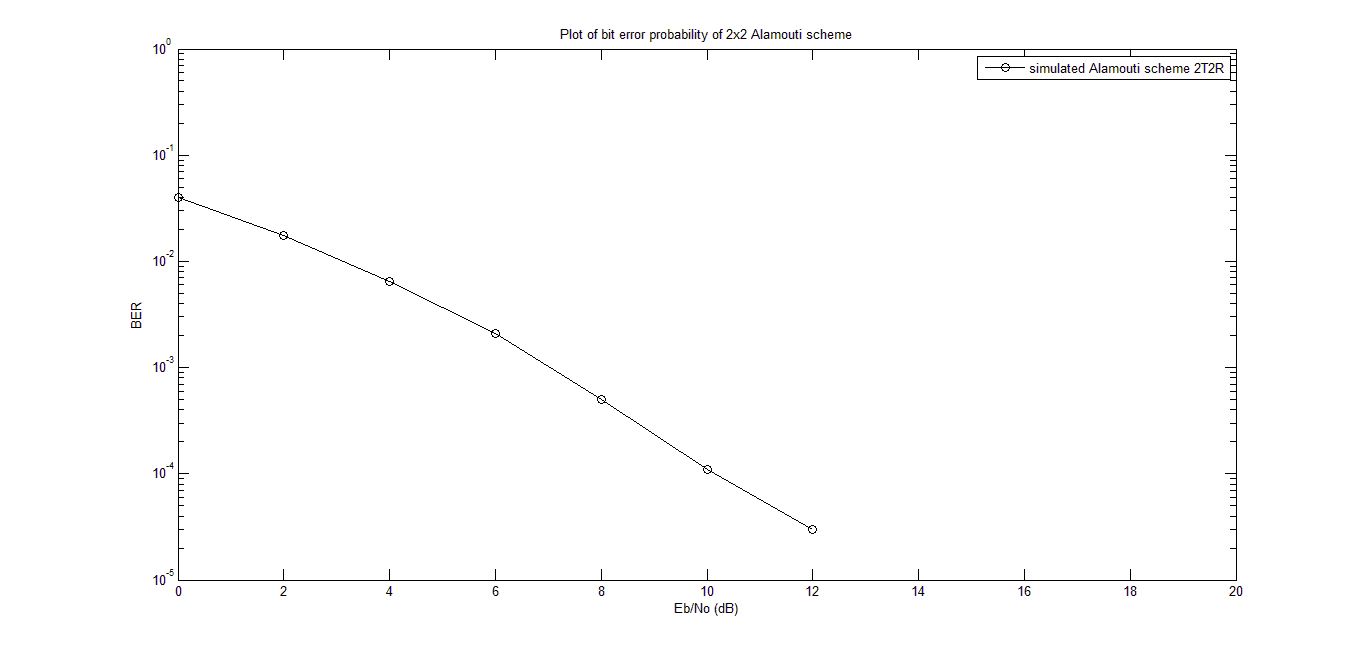 Plot of bit error probability of 2x2 Alamouti scheme
simulated Alamouti scheme 2T2R
10^0
10^-1
10^-2
10^-3
10^-4
10^-5
BER
0 2 4 6 8 10 12 14 16 18 20
Eb/No (dB)